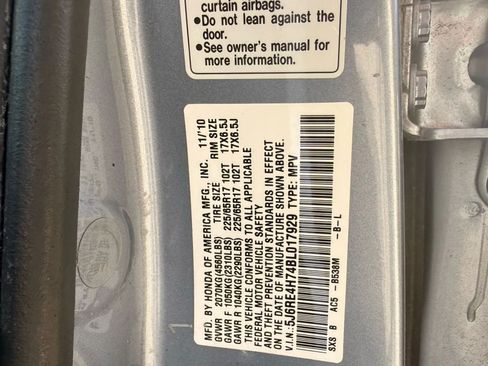 curtain airbags.
●Do not lean against the
door.
●See owner's manual for
more information.
MFD. BY HONDA OF AMERICA MFG., INC. 11/'10
TIRE SIZE RIM SIZE
GVWR 2070KG(4560LBS)
GAWR F 1050KG(2310LBS) 225/65R17 102T 17X6.5J
GAWR R 1040KG(2290LBS) 225/65R17 102T 17X6.5J
THIS VEHICLE CONFORMS TO ALL APPLICABLE
FEDERAL MOTOR VEHICLE SAFETY
AND THEFT PREVENTION STANDARDS IN EFFECT
ON THE DATE OF MANUFACTURE SHOWN ABOVE.
V.I.N: 5J6RE4H74BL017929 TYPE: MPV
SXS B AC5 -B538M -B-L